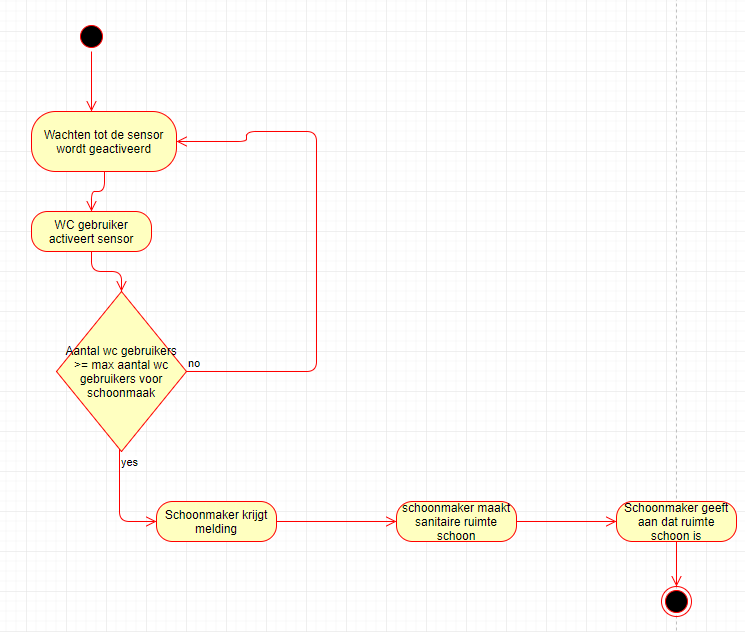 Wachten tot de sensor
wordt geactiveerd
WC gebruiker
activeert sensor
Aantal wc gebruikers
>= max aantal wc
gebruikers voor
schoonmaak
no
yes
Schoonmaker krijgt
melding
schoonmaker maakt
sanitaire ruimte
schoon
Schoonmaker geeft
aan dat ruimte
schoon is